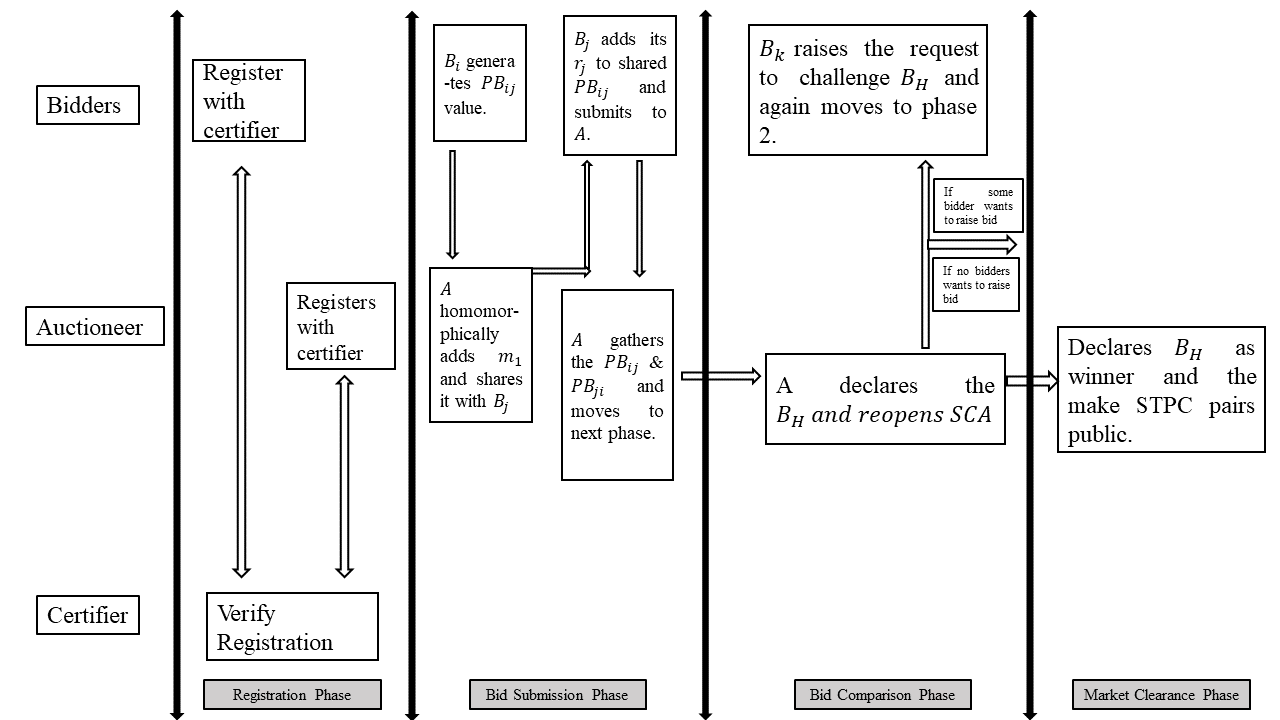 Bidders
Auctioneer
Certifier
Register
with
certifier
Registers
with
certifier
Verify
Registration
Registration Phase
B_i genera
-tes PB_ij
value.
A
homomor-
phically
adds m_1
and shares
it with B_j
B_j adds its
r_j to shared
PB_ij and
submits to
A.
A gathers
the PB_ij &
PB_ji and
moves to
next phase.
Bid Submission Phase
B_k raises the request
to challenge B_H and
again moves to phase
2.
If some
bidder wants
to raise bid
If no bidders
wants to raise
bid
A declares the
B_H and reopens SCA
Bid Comparison Phase
Declares B_H as
winner and the
make STPC pairs
public.
Market Clearance Phase